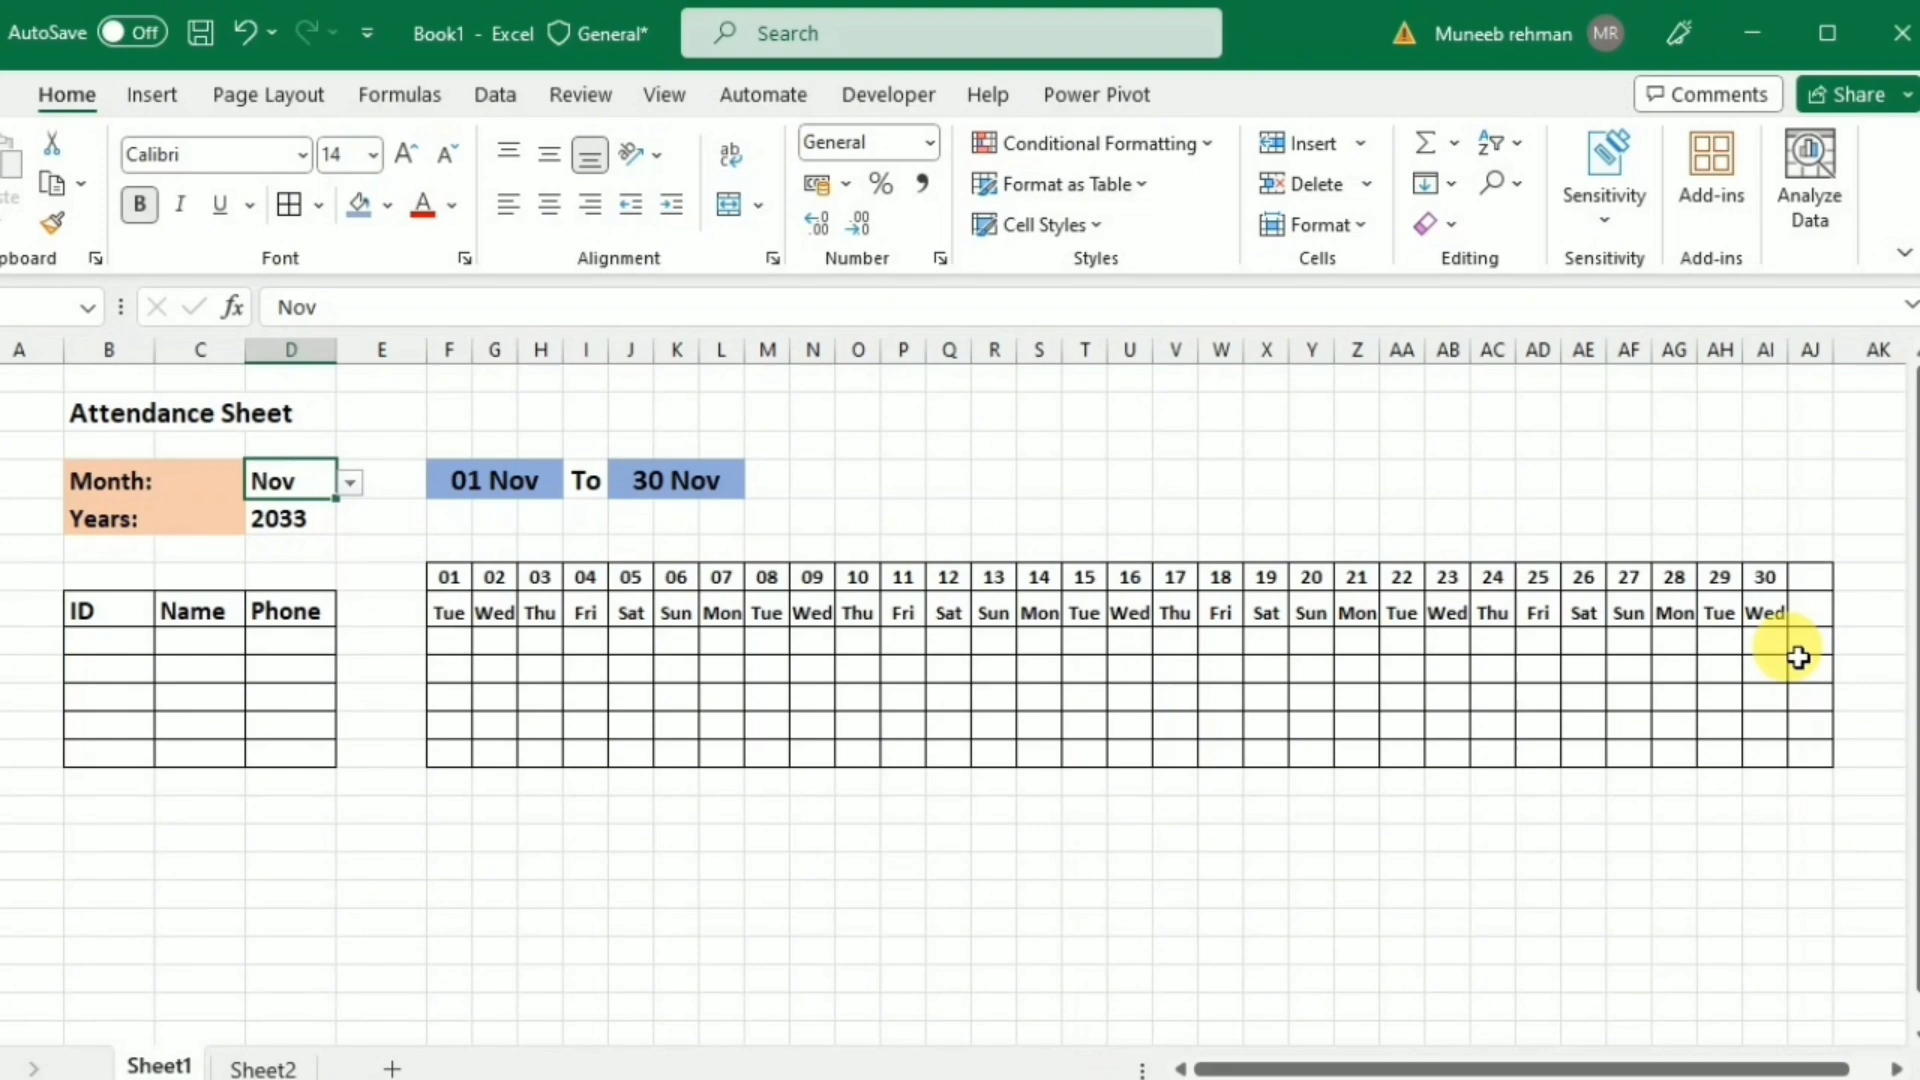 AutoSave Off Book1 - Excel General* Search Muneeb rehman MR
Home Insert Page Layout Formulas Data Review View Automate Developer Help Power Pivot Comments Share
Calibri 14 A A ab General Conditional Formatting Insert Σ
Format as Table Delete
B I U A % Cell Styles Format
Sensitivity Add-ins Analyze Data
Font Alignment Number Styles Cells Editing Sensitivity Add-ins
fx Nov
A B C D E F G H I J K L M N O P Q R S T U V W X Y Z AA AB AC AD AE AF AG AH AI AJ AK
Attendance Sheet
Month: Nov 01 Nov To 30 Nov
Years: 2033
01 02 03 04 05 06 07 08 09 10 11 12 13 14 15 16 17 18 19 20 21 22 23 24 25 26 27 28 29 30
ID Name Phone Tue Wed Thu Fri Sat Sun Mon Tue Wed Thu Fri Sat Sun Mon Tue Wed Thu Fri Sat Sun Mon Tue Wed Thu Fri Sat Sun Mon Tue Wed
Sheet1 Sheet2